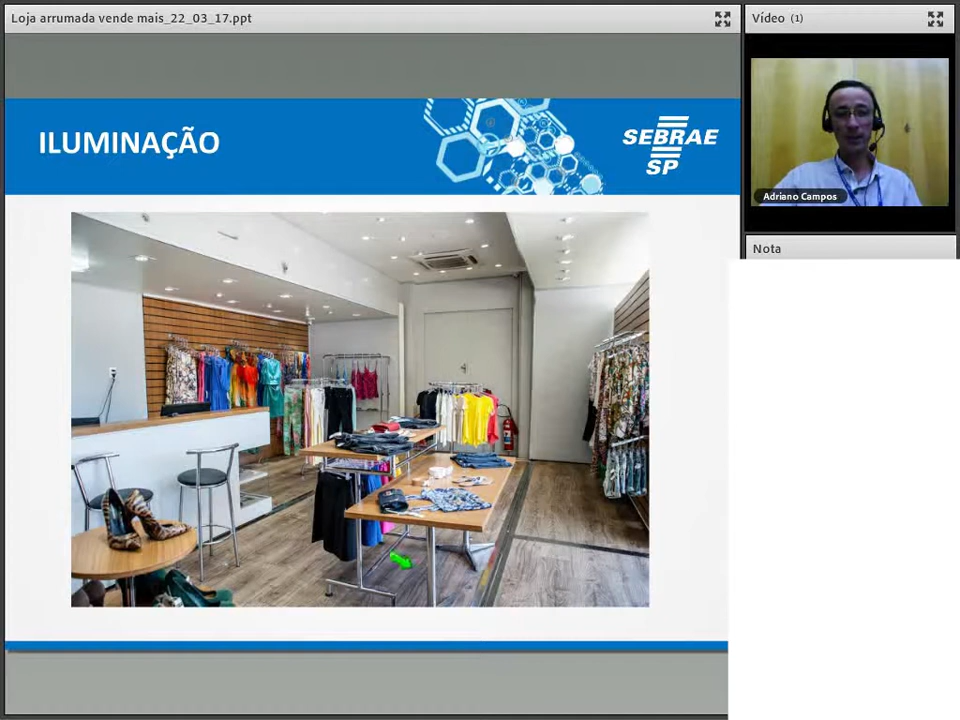 Loja arrumada vende mais_22_03_17.ppt
Vídeo (1)
ILUMINAÇÃO
SEBRAE
SP
Adriano Campos
Nota